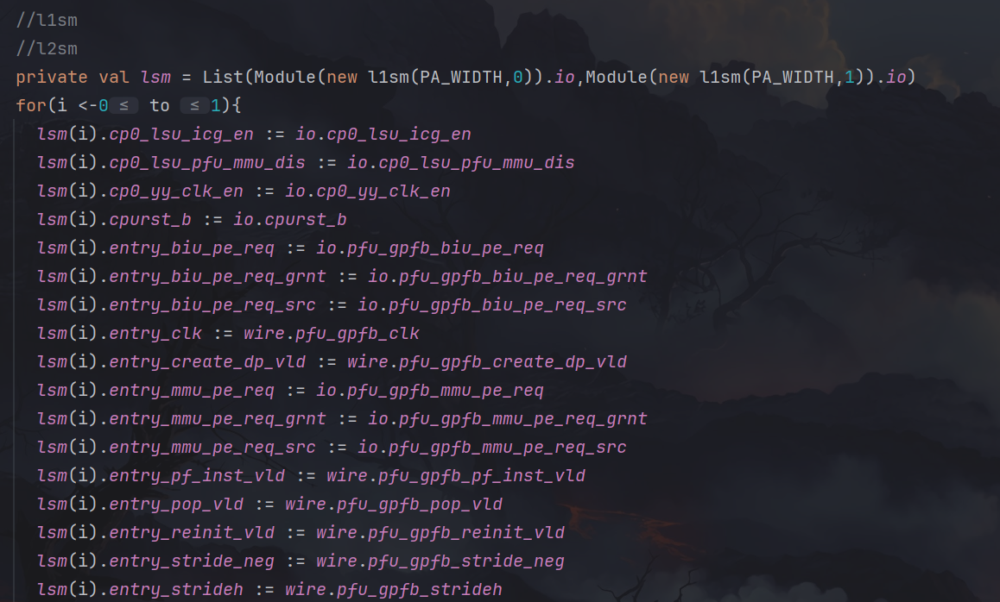 //l1sm
//l2sm
private val lsm = List(Module(new l1sm(PA_WIDTH,0)).io,Module(new l1sm(PA_WIDTH,1)).io)
for(i <-0 ≤ to ≤ 1){
lsm(i).cp0_lsu_icg_en := io.cp0_lsu_icg_en
lsm(i).cp0_lsu_pfu_mmu_dis := io.cp0_lsu_pfu_mmu_dis
lsm(i).cp0_yy_clk_en := io.cp0_yy_clk_en
lsm(i).cpurst_b := io.cpurst_b
lsm(i).entry_biu_pe_req := io.pfu_gpfb_biu_pe_req
lsm(i).entry_biu_pe_req_grnt := io.pfu_gpfb_biu_pe_req_grnt
lsm(i).entry_biu_pe_req_src := io.pfu_gpfb_biu_pe_req_src
lsm(i).entry_clk := wire.pfu_gpfb_clk
lsm(i).entry_create_dp_vld := wire.pfu_gpfb_create_dp_vld
lsm(i).entry_mmu_pe_req := io.pfu_gpfb_mmu_pe_req
lsm(i).entry_mmu_pe_req_grnt := io.pfu_gpfb_mmu_pe_req_grnt
lsm(i).entry_mmu_pe_req_src := io.pfu_gpfb_mmu_pe_req_src
lsm(i).entry_pf_inst_vld := wire.pfu_gpfb_pf_inst_vld
lsm(i).entry_pop_vld := wire.pfu_gpfb_pop_vld
lsm(i).entry_reinit_vld := wire.pfu_gpfb_reinit_vld
lsm(i).entry_stride_neg := wire.pfu_gpfb_stride_neg
lsm(i).entry_strideh := wire.pfu_gpfb_strideh